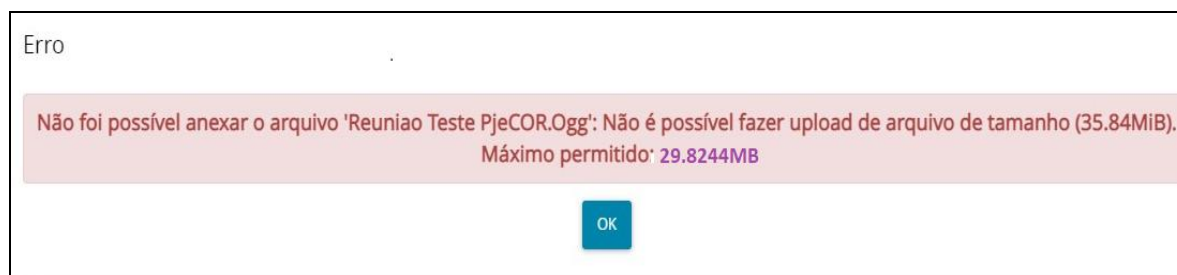 Erro
Não foi possível anexar o arquivo 'Reuniao Teste PjeCOR.Ogg': Não é possível fazer upload de arquivo de tamanho (35.84MiB).
Máximo permitido: 29.8244MB
OK